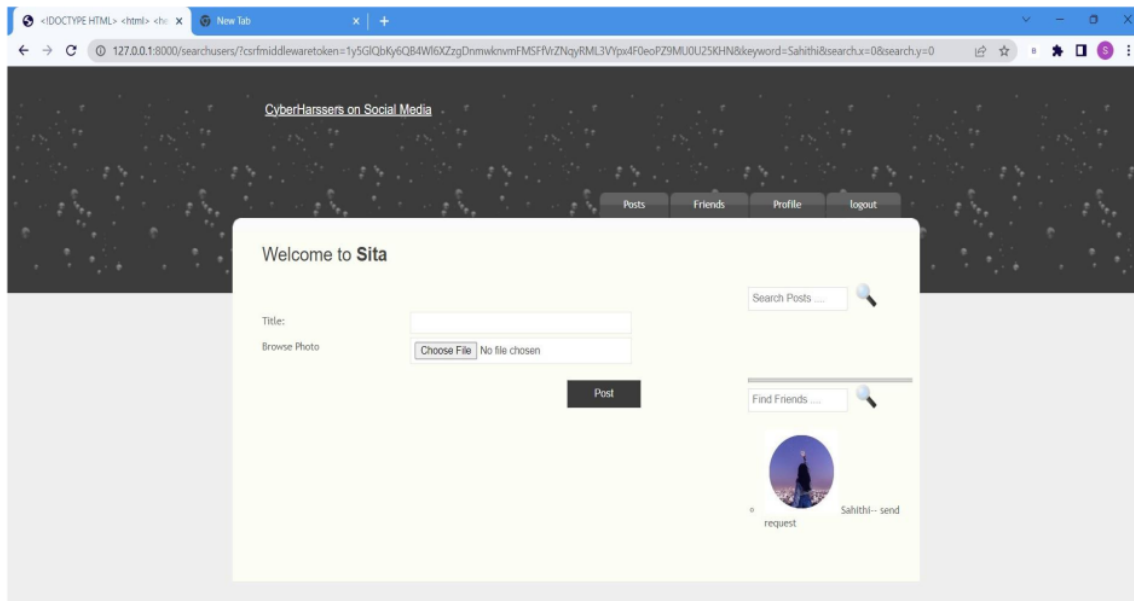 <!DOCTYPE HTML> <html> <he
New Tab
127.0.0.1:8000/searchusers/?csrfmiddlewaretoken=1y5GlQbKy6QB4Wl6XZzgDnmwknvmFMSFfVrZNqyRML3VYpx4F0eoPZ9MU0U25KHN&keyword=Sahithi&search.x=0&search.y=0
S
CyberHarssers on Social Media
Posts Friends Profile logout
Welcome to Sita
Search Posts ....
Title:
Browse Photo
Choose File No file chosen
Post
Find Friends ....
Sahithi-- send
request